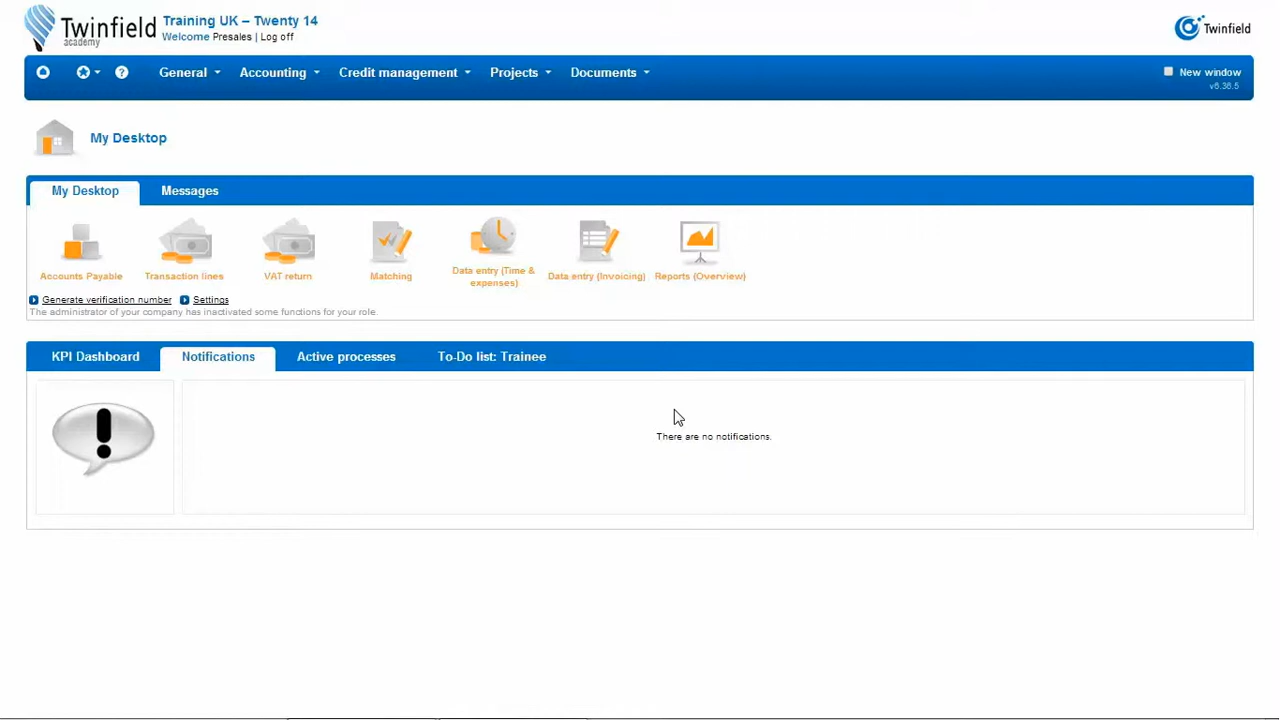 Twinfield academy
Training UK – Twenty 14
Welcome Presales | Log off
Twinfield
General
Accounting
Credit management
Projects
Documents
New window
v6.36.5
My Desktop
My Desktop
Messages
Accounts Payable
Transaction lines
VAT return
Matching
Data entry (Time &
expenses)
Data entry (Invoicing)
Reports (Overview)
Generate verification number
Settings
The administrator of your company has inactivated some functions for your role.
KPI Dashboard
Notifications
Active processes
To-Do list: Trainee
There are no notifications.